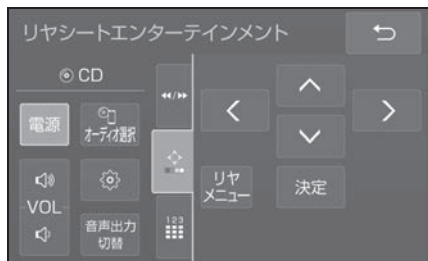 リヤシートエンターテインメント
CD
電源
オーディオ選択
VOL
音声出力
切替
123
リヤ
メニュー
決定